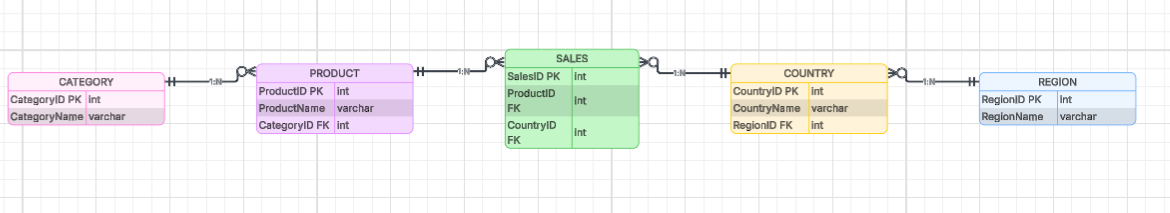 CATEGORY
CategoryID PK int
CategoryName varchar
1:N
PRODUCT
ProductID PK int
ProductName varchar
CategoryID FK int
1:N
SALES
SalesID PK int
ProductID FK int
CountryID FK int
1:N
COUNTRY
CountryID PK int
CountryName varchar
RegionID FK int
1:N
REGION
RegionID PK int
RegionName varchar